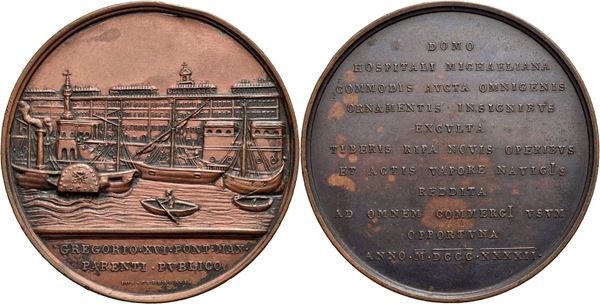 GREGORIO·XVI·PONT·MAX·
PARENTI·PVBLICO
DOMO
HOSPITALI MICHAELIANA
COMMODIS AVCTA OMNIGENIS
ORNAMENTIS INSIGNIBVS
EXCVLTA
TIBERIS RIPA NOVIS OPERIBVS
ET ACTIS VAPORE NAVIGIS
REDDITA
AD OMNEM COMMERCI VSVM
OPPORTVNA
ANNO·M·DCCC·XXXXII·